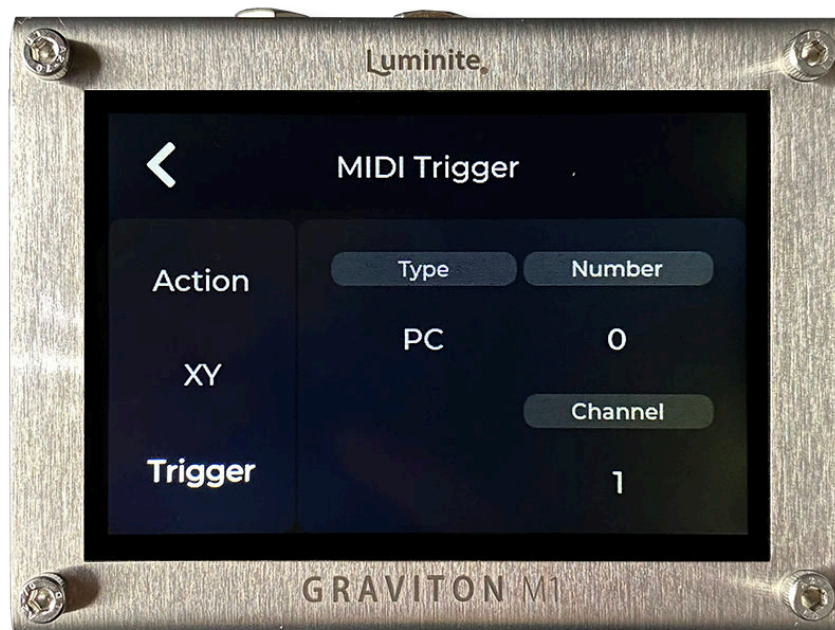 Luminite
MIDI Trigger
Action
XY
Trigger
Type
Number
PC
0
Channel
1
GRAVITON M1